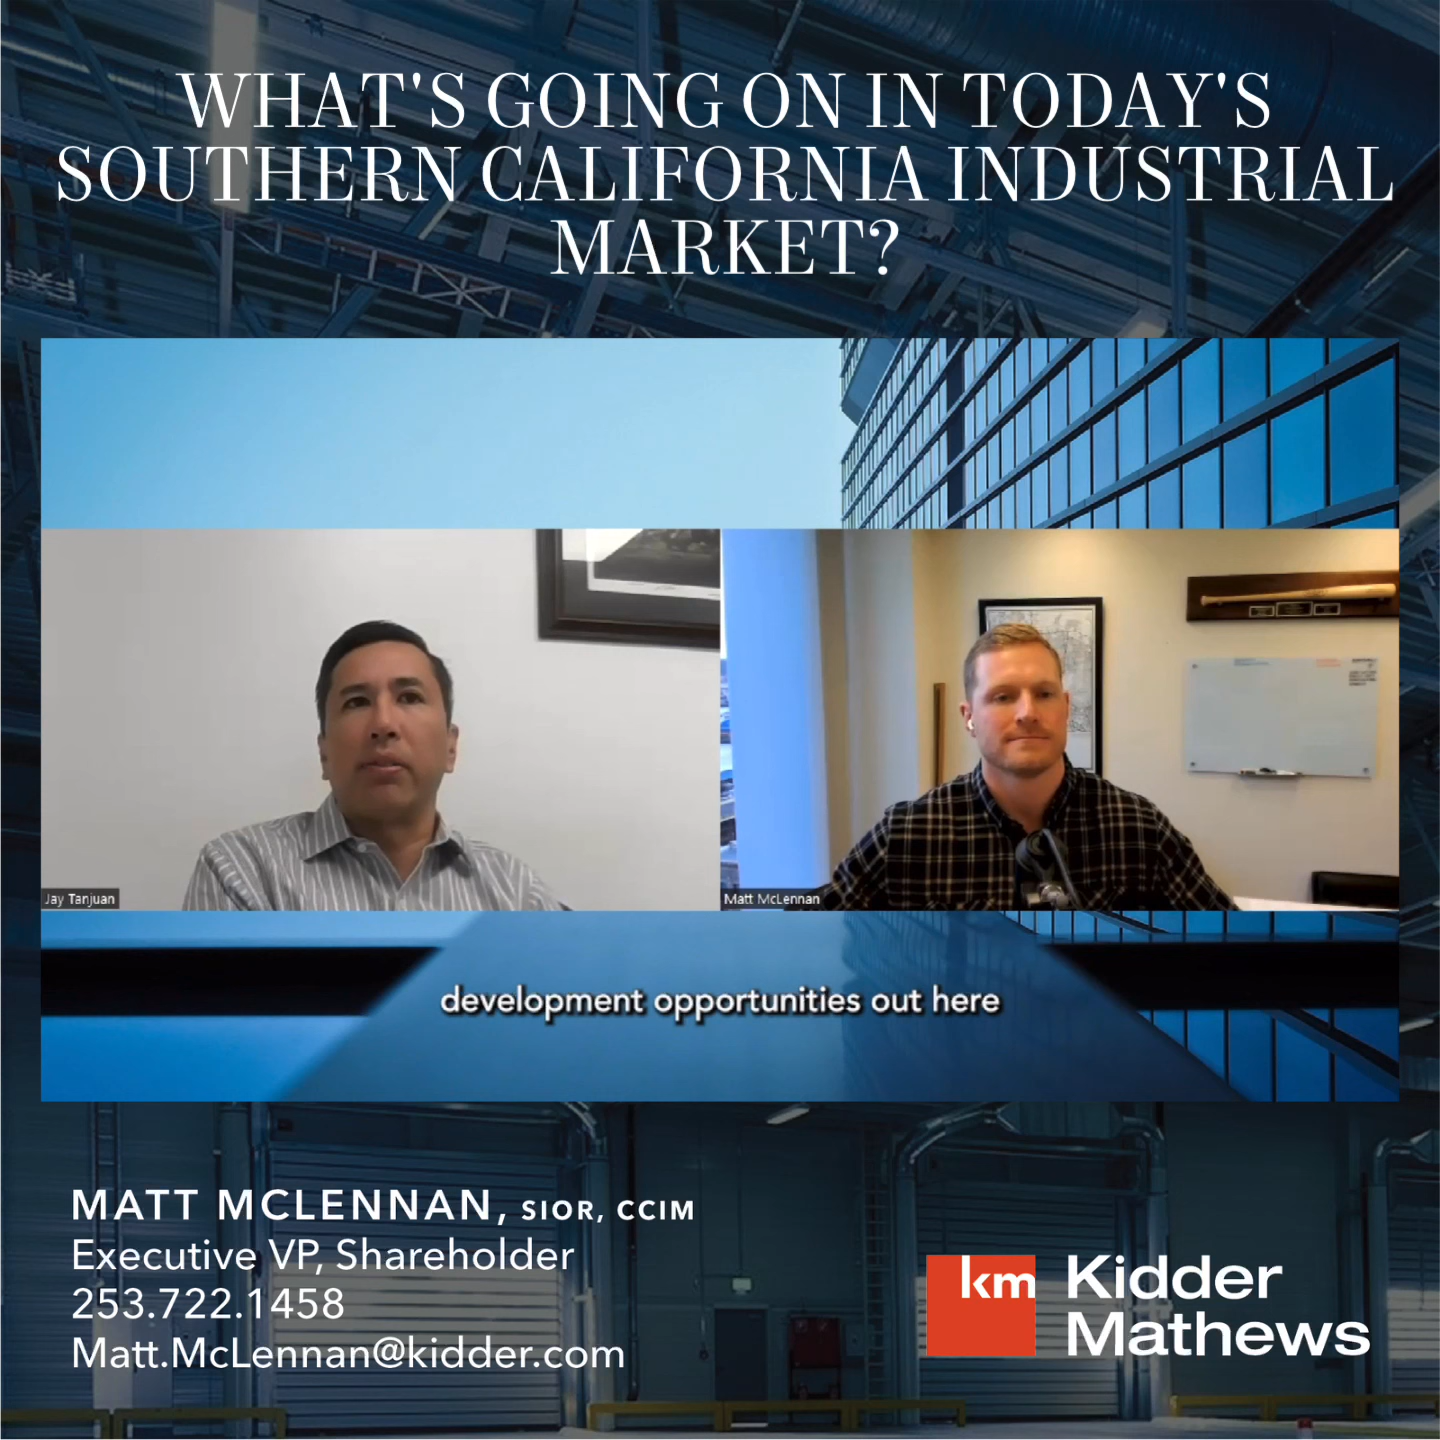 WHAT'S GOING ON IN TODAY'S
SOUTHERN CALIFORNIA INDUSTRIAL
MARKET?
Jay Tanjuan
Matt McLennan
development opportunities out here
MATT MCLENNAN, SIOR, CCIM
Executive VP, Shareholder
253.722.1458
Matt.McLennan@kidder.com
km
Kidder
Mathews